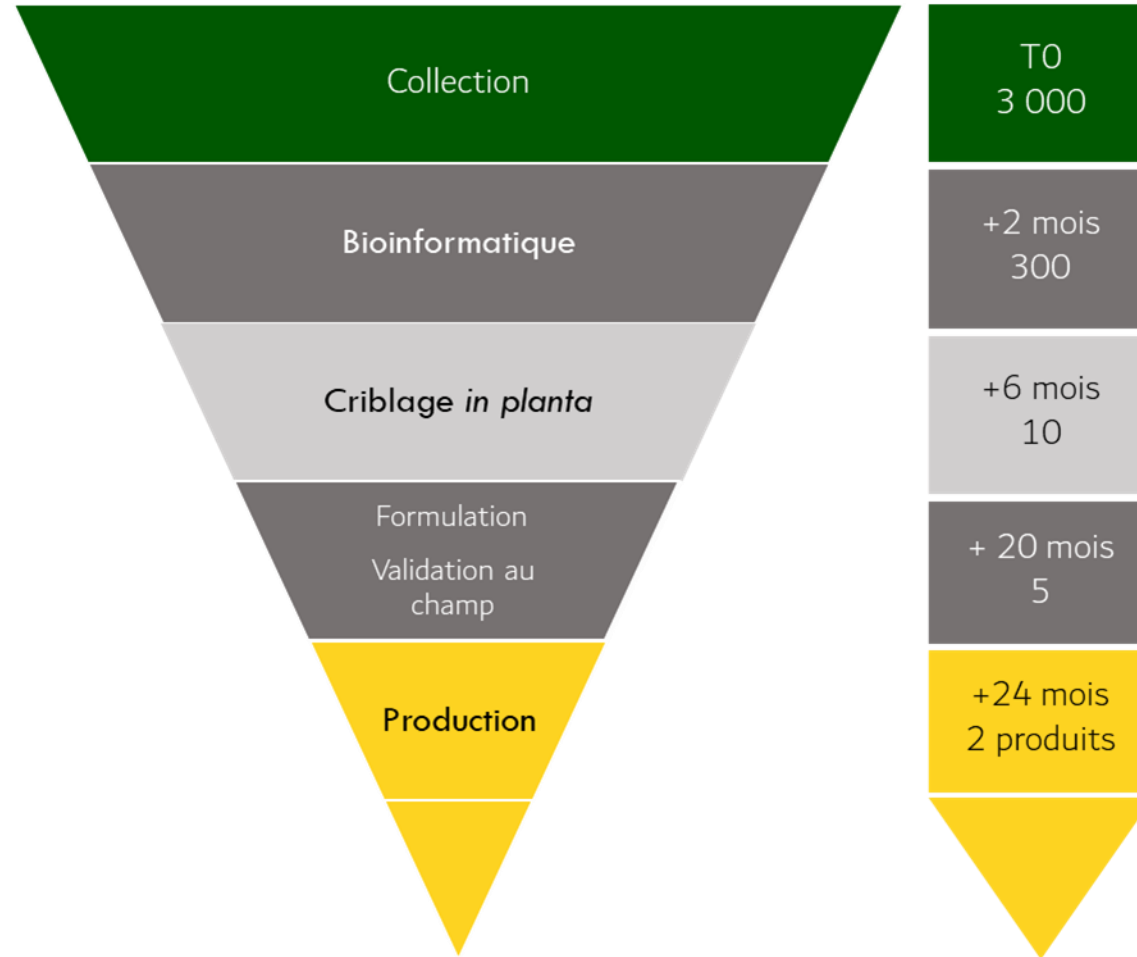 Collection
T0
3 000
Bioinformatique
+2 mois
300
Criblage in planta
+6 mois
10
Formulation
Validation au
champ
+ 20 mois
5
Production
+24 mois
2 produits